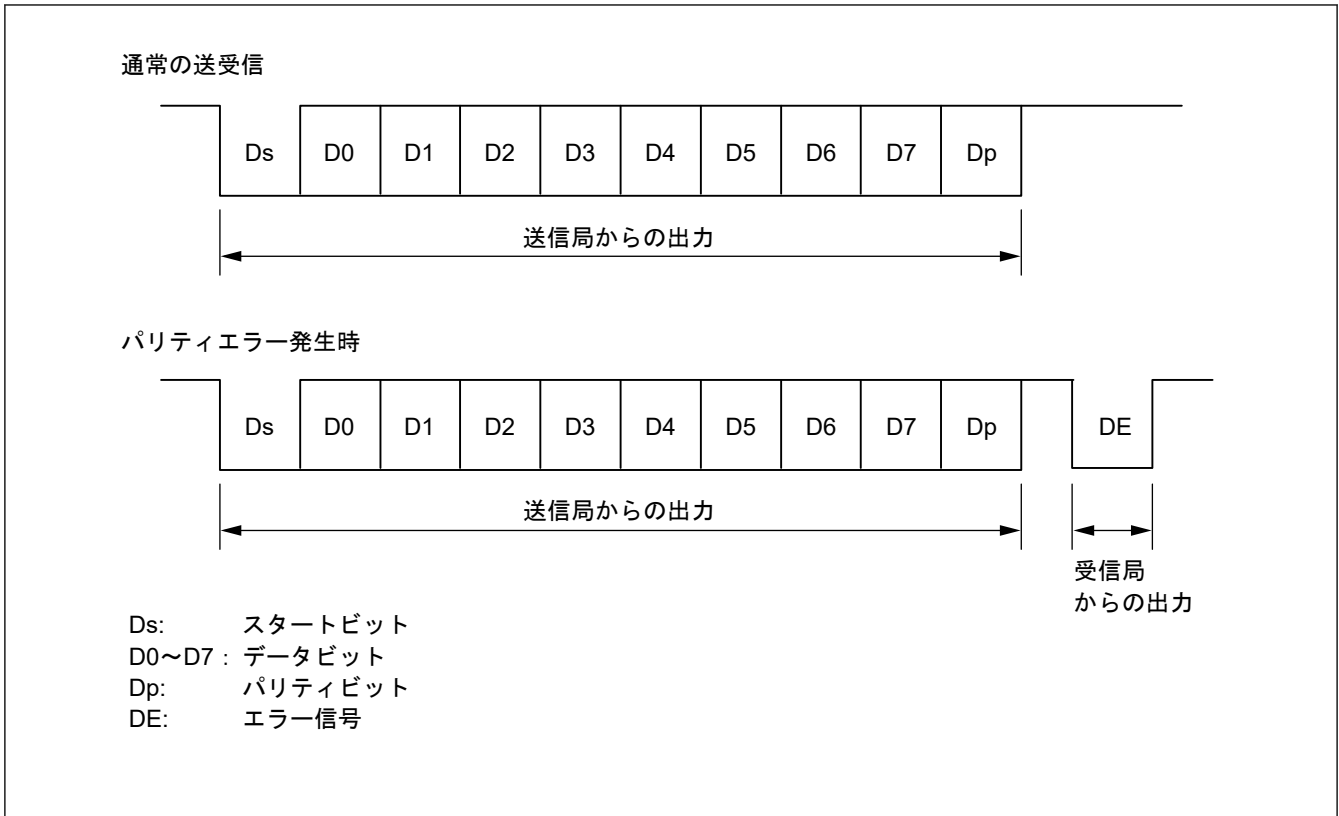 通常の送受信
Ds D0 D1 D2 D3 D4 D5 D6 D7 Dp
送信局からの出力
パリティエラー発生時
Ds D0 D1 D2 D3 D4 D5 D6 D7 Dp DE
送信局からの出力
受信局
からの出力
Ds: スタートビット
D0～D7 : データビット
Dp: パリティビット
DE: エラー信号